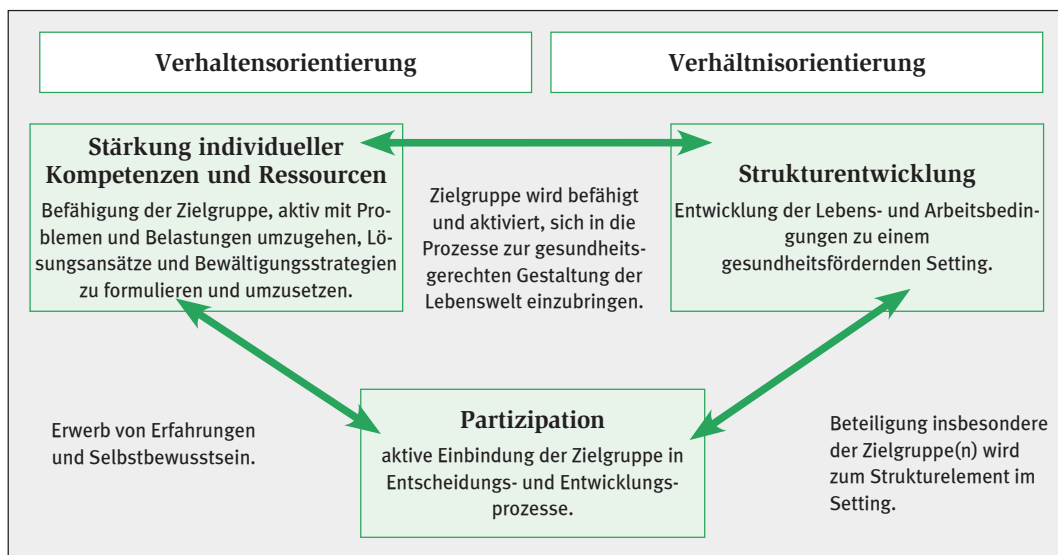 Verhaltensorientierung
Verhältnisorientierung
Stärkung individueller
Kompetenzen und Ressourcen
Befähigung der Zielgruppe, aktiv mit Pro-
blemen und Belastungen umzugehen, Lö-
sungsansätze und Bewältigungsstrategien
zu formulieren und umzusetzen.
Zielgruppe wird befähigt
und aktiviert, sich in die
Prozesse zur gesundheits-
gerechten Gestaltung der
Lebenswelt einzubringen.
Strukturentwicklung
Entwicklung der Lebens- und Arbeitsbedin-
gungen zu einem
gesundheitsfördernden Setting.
Erwerb von Erfahrungen
und Selbstbewusstsein.
Partizipation
aktive Einbindung der Zielgruppe in
Entscheidungs- und Entwicklungs-
prozesse.
Beteiligung insbesondere
der Zielgruppe(n) wird
zum Strukturelement im
Setting.